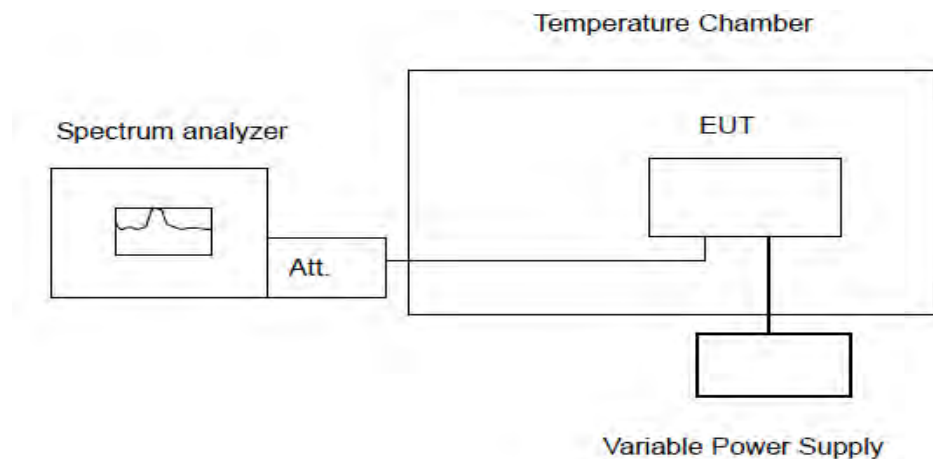 Temperature Chamber
Spectrum analyzer
EUT
Att.
Variable Power Supply